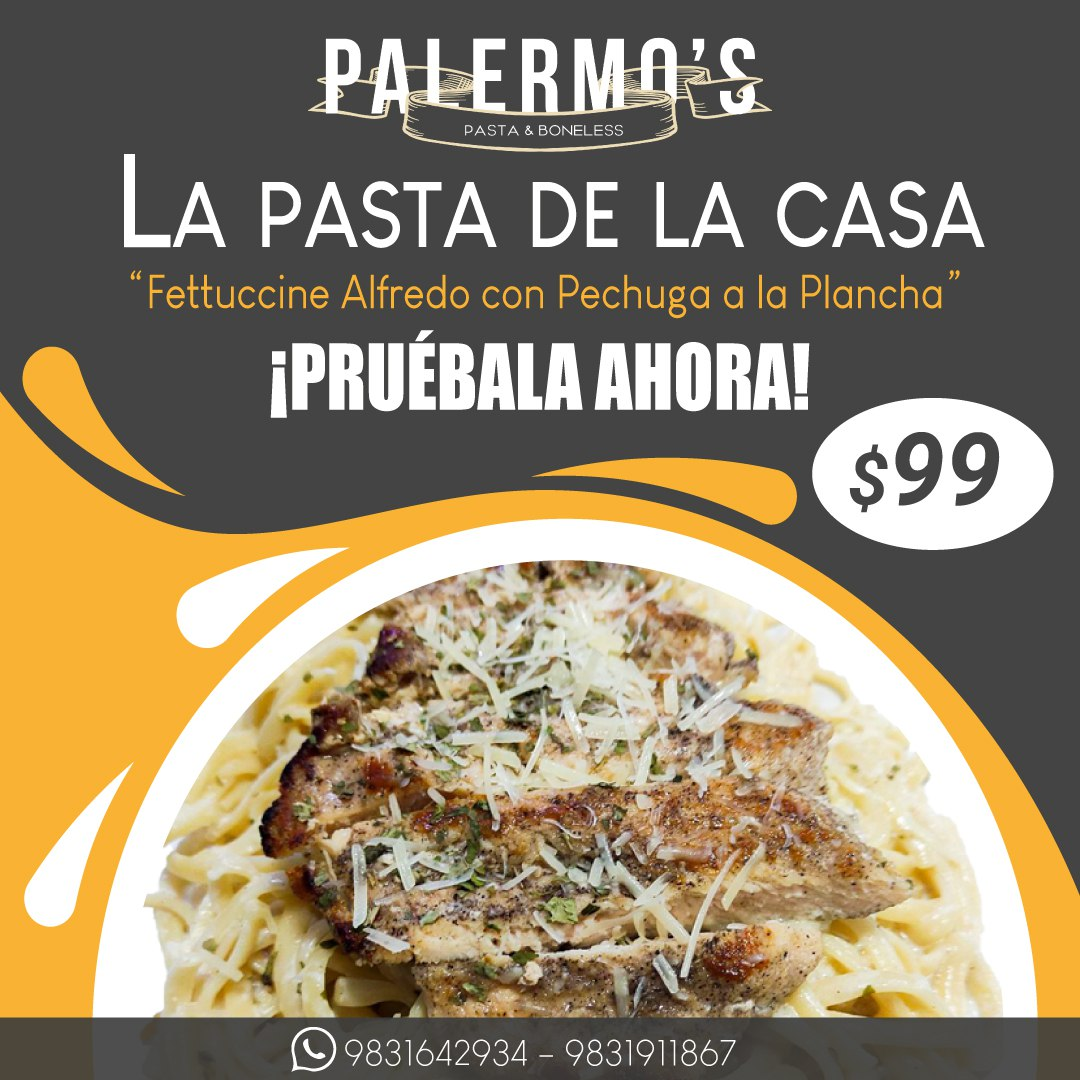 PALERMO'S
PASTA & BONELESS
LA PASTA DE LA CASA
“Fettuccine Alfredo con Pechuga a la Plancha”
¡PRUÉBALA AHORA!
$99
9831642934 - 9831911867